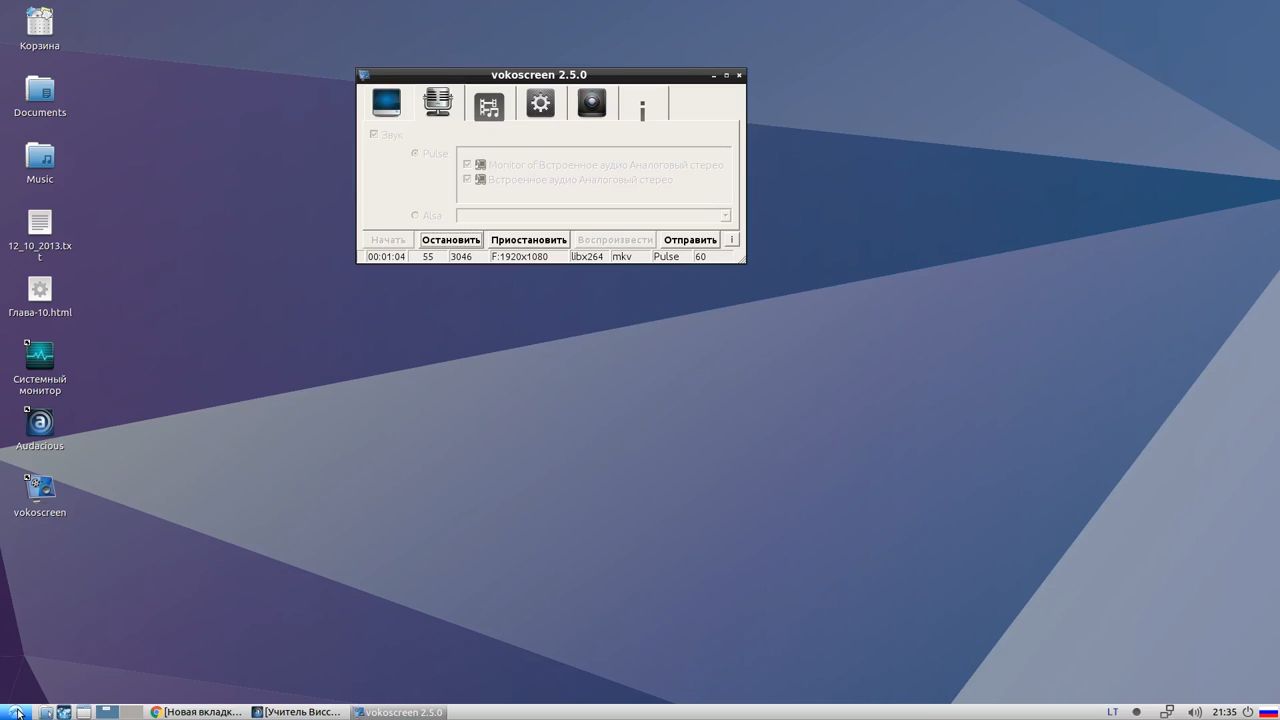 Корзина
Documents
Music
12_10_2013.tx
t
Глава-10.html
Системный
монитор
Audacious
vokoscreen
vokoscreen 2.5.0
Звук
Pulse
Monitor of Встроенное аудио Аналоговый стерео
Встроенное аудио Аналоговый стерео
Alsa
Начать Остановить Приостановить Воспроизвести Отправить i
00:01:04 55 3046 F:1920x1080 libx264 mkv Pulse 60
[Новая вкладк... [Учитель Висс... vokoscreen 2.5.0 LT 21:35